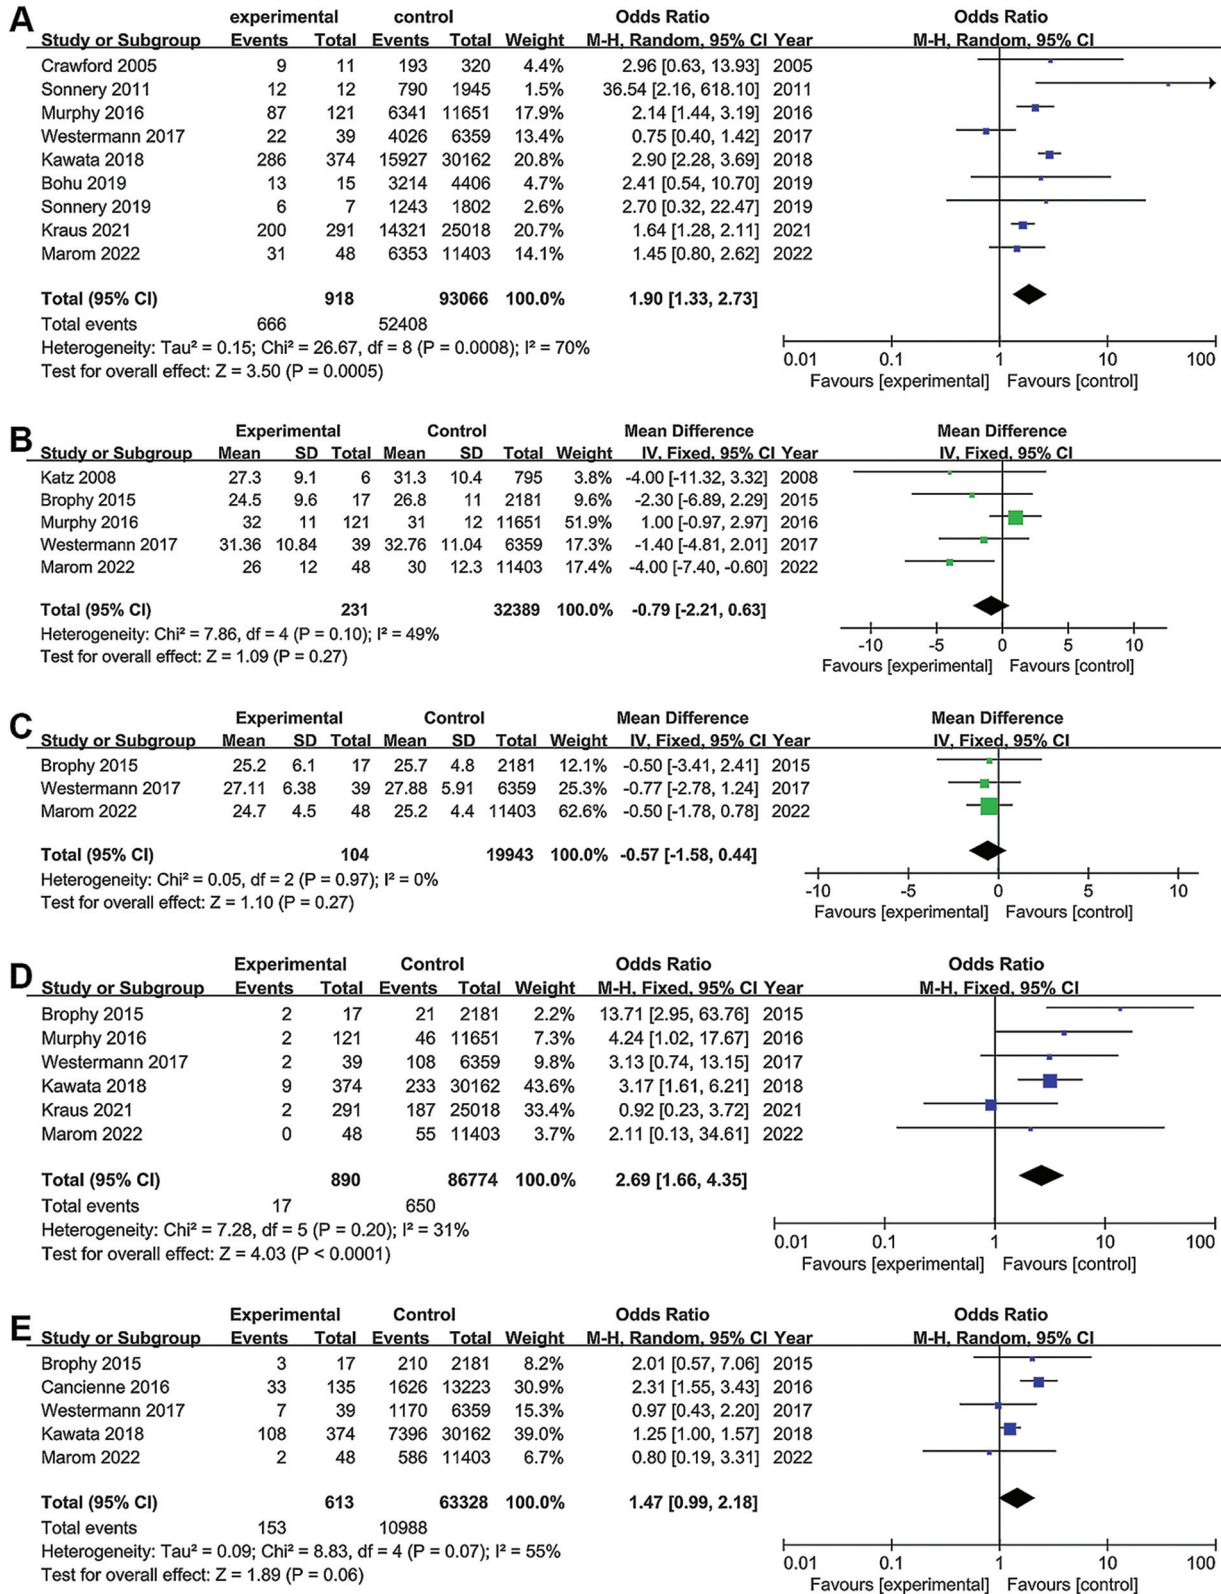 A
experimental control Odds Ratio Odds Ratio
Study or Subgroup Events Total Events Total Weight M-H, Random, 95% CI Year M-H, Random, 95% CI
Crawford 2005 9 11 193 320 4.4% 2.96 [0.63, 13.93] 2005
Sonnery 2011 12 12 790 1945 1.5% 36.54 [2.16, 618.10] 2011
Murphy 2016 87 121 6341 11651 17.9% 2.14 [1.44, 3.19] 2016
Westermann 2017 22 39 4026 6359 13.4% 0.75 [0.40, 1.42] 2017
Kawata 2018 286 374 15927 30162 20.8% 2.90 [2.28, 3.69] 2018
Bohu 2019 13 15 3214 4406 4.7% 2.41 [0.54, 10.70] 2019
Sonnery 2019 6 7 1243 1802 2.6% 2.70 [0.32, 22.47] 2019
Kraus 2021 200 291 14321 25018 20.7% 1.64 [1.28, 2.11] 2021
Marom 2022 31 48 6353 11403 14.1% 1.45 [0.80, 2.62] 2022
Total (95% CI) 918 93066 100.0% 1.90 [1.33, 2.73]
Total events 666 52408
Heterogeneity: Tau² = 0.15; Chi² = 26.67, df = 8 (P = 0.0008); I² = 70%
Test for overall effect: Z = 3.50 (P = 0.0005)
0.01 0.1 1 10 100
Favours [experimental] Favours [control]
B
Experimental Control Mean Difference Mean Difference
Study or Subgroup Mean SD Total Mean SD Total Weight IV, Fixed, 95% CI Year IV, Fixed, 95% CI
Katz 2008 27.3 9.1 6 31.3 10.4 795 3.8% -4.00 [-11.32, 3.32] 2008
Brophy 2015 24.5 9.6 17 26.8 11 2181 9.6% -2.30 [-6.89, 2.29] 2015
Murphy 2016 32 11 121 31 12 11651 51.9% 1.00 [-0.97, 2.97] 2016
Westermann 2017 31.36 10.84 39 32.76 11.04 6359 17.3% -1.40 [-4.81, 2.01] 2017
Marom 2022 26 12 48 30 12.3 11403 17.4% -4.00 [-7.40, -0.60] 2022
Total (95% CI) 231 32389 100.0% -0.79 [-2.21, 0.63]
Heterogeneity: Chi² = 7.86, df = 4 (P = 0.10); I² = 49%
Test for overall effect: Z = 1.09 (P = 0.27)
-10 -5 0 5 10
Favours [experimental] Favours [control]
C
Experimental Control Mean Difference Mean Difference
Study or Subgroup Mean SD Total Mean SD Total Weight IV, Fixed, 95% CI Year IV, Fixed, 95% CI
Brophy 2015 25.2 6.1 17 25.7 4.8 2181 12.1% -0.50 [-3.41, 2.41] 2015
Westermann 2017 27.11 6.38 39 27.88 5.91 6359 25.3% -0.77 [-2.78, 1.24] 2017
Marom 2022 24.7 4.5 48 25.2 4.4 11403 62.6% -0.50 [-1.78, 0.78] 2022
Total (95% CI) 104 19943 100.0% -0.57 [-1.58, 0.44]
Heterogeneity: Chi² = 0.05, df = 2 (P = 0.97); I² = 0%
Test for overall effect: Z = 1.10 (P = 0.27)
-10 -5 0 5 10
Favours [experimental] Favours [control]
D
Experimental Control Odds Ratio Odds Ratio
Study or Subgroup Events Total Events Total Weight M-H, Fixed, 95% CI Year M-H, Fixed, 95% CI
Brophy 2015 2 17 21 2181 2.2% 13.71 [2.95, 63.76] 2015
Murphy 2016 2 121 46 11651 7.3% 4.24 [1.02, 17.67] 2016
Westermann 2017 2 39 108 6359 9.8% 3.13 [0.74, 13.15] 2017
Kawata 2018 9 374 233 30162 43.6% 3.17 [1.61, 6.21] 2018
Kraus 2021 2 291 187 25018 33.4% 0.92 [0.23, 3.72] 2021
Marom 2022 0 48 55 11403 3.7% 2.11 [0.13, 34.61] 2022
Total (95% CI) 890 86774 100.0% 2.69 [1.66, 4.35]
Total events 17 650
Heterogeneity: Chi² = 7.28, df = 5 (P = 0.20); I² = 31%
Test for overall effect: Z = 4.03 (P < 0.0001)
0.01 0.1 1 10 100
Favours [experimental] Favours [control]
E
Experimental Control Odds Ratio Odds Ratio
Study or Subgroup Events Total Events Total Weight M-H, Random, 95% CI Year M-H, Random, 95% CI
Brophy 2015 3 17 210 2181 8.2% 2.01 [0.57, 7.06] 2015
Cancienne 2016 33 135 1626 13223 30.9% 2.31 [1.55, 3.43] 2016
Westermann 2017 7 39 1170 6359 15.3% 0.97 [0.43, 2.20] 2017
Kawata 2018 108 374 7396 30162 39.0% 1.25 [1.00, 1.57] 2018
Marom 2022 2 48 586 11403 6.7% 0.80 [0.19, 3.31] 2022
Total (95% CI) 613 63328 100.0% 1.47 [0.99, 2.18]
Total events 153 10988
Heterogeneity: Tau² = 0.09; Chi² = 8.83, df = 4 (P = 0.07); I² = 55%
Test for overall effect: Z = 1.89 (P = 0.06)
0.01 0.1 1 10 100
Favours [experimental] Favours [control]